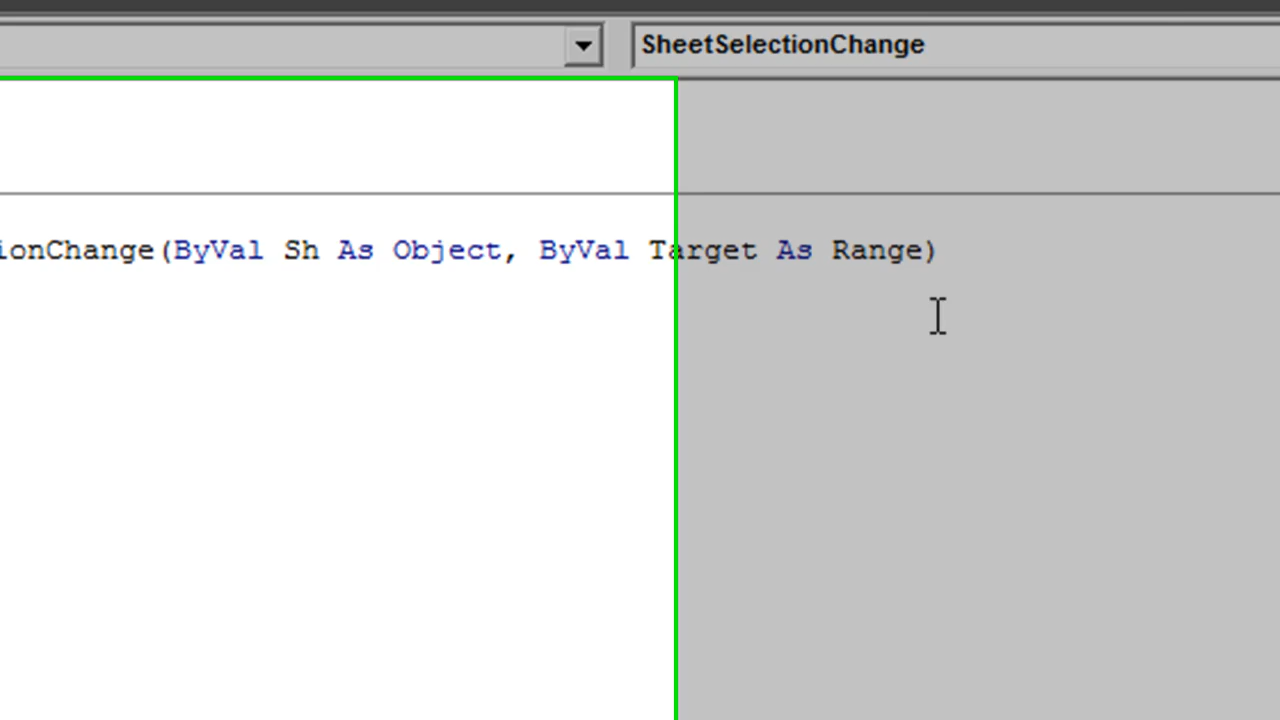 SheetSelectionChange
ionChange(ByVal Sh As Object, ByVal Target As Range)